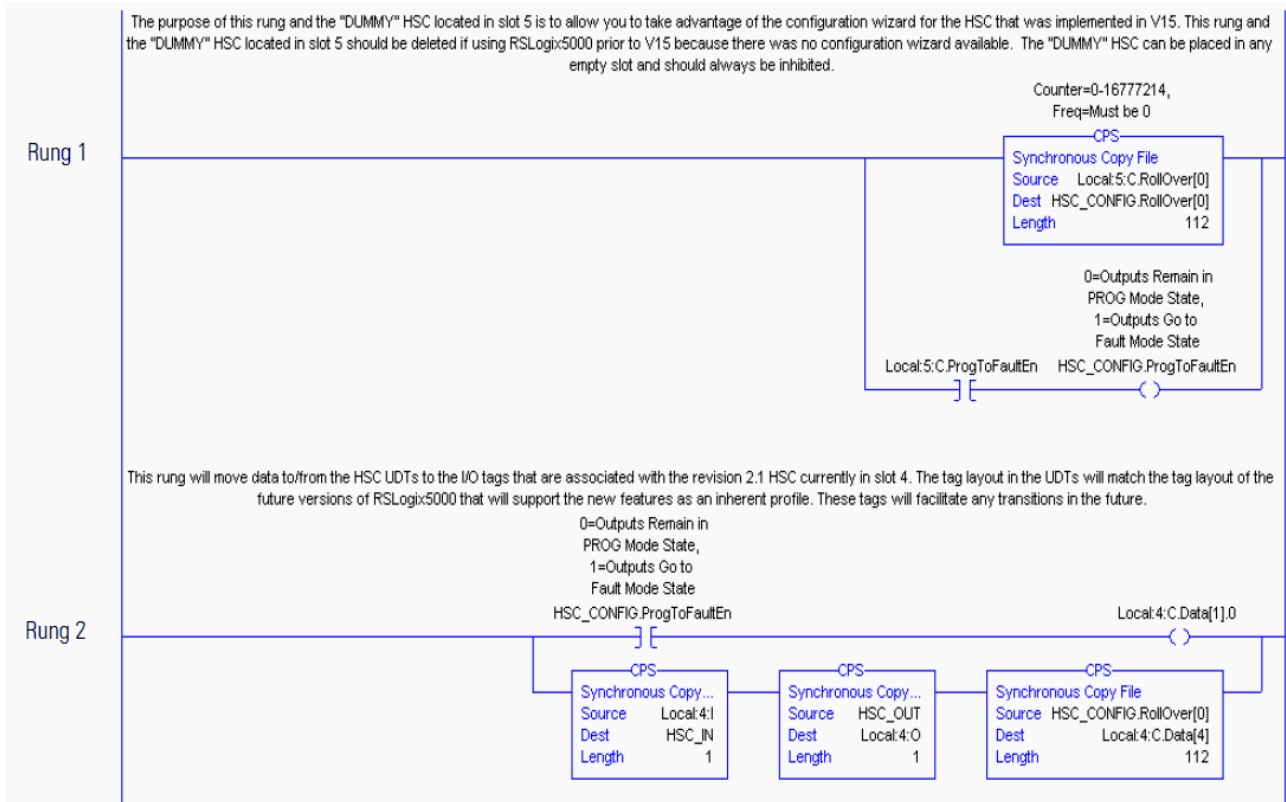 The purpose of this rung and the "DUMMY" HSC located in slot 5 is to allow you to take advantage of the configuration wizard for the HSC that was implemented in V15. This rung and
the "DUMMY" HSC located in slot 5 should be deleted if using RSLogix5000 prior to V15 because there was no configuration wizard available. The "DUMMY" HSC can be placed in any
empty slot and should always be inhibited.
Counter=0-16777214,
Freq=Must be 0
Rung 1
CPS
Synchronous Copy File
Source Local:5:C.RollOver[0]
Dest HSC_CONFIG.RollOver[0]
Length 112
0=Outputs Remain in
PROG Mode State,
1=Outputs Go to
Fault Mode State
Local:5:C.ProgToFaultEn HSC_CONFIG.ProgToFaultEn
This rung will move data to/from the HSC UDTs to the I/O tags that are associated with the revision 2.1 HSC currently in slot 4. The tag layout in the UDTs will match the tag layout of the
future versions of RSLogix5000 that will support the new features as an inherent profile. These tags will facilitate any transitions in the future.
0=Outputs Remain in
PROG Mode State,
1=Outputs Go to
Fault Mode State
HSC_CONFIG.ProgToFaultEn Local:4:C.Data[1].0
Rung 2
CPS CPS CPS
Synchronous Copy... Synchronous Copy... Synchronous Copy File
Source Local:4:I Source HSC_OUT Source HSC_CONFIG.RollOver[0]
Dest HSC_IN Dest Local:4:O Dest Local:4:C.Data[4]
Length 1 Length 1 Length 112